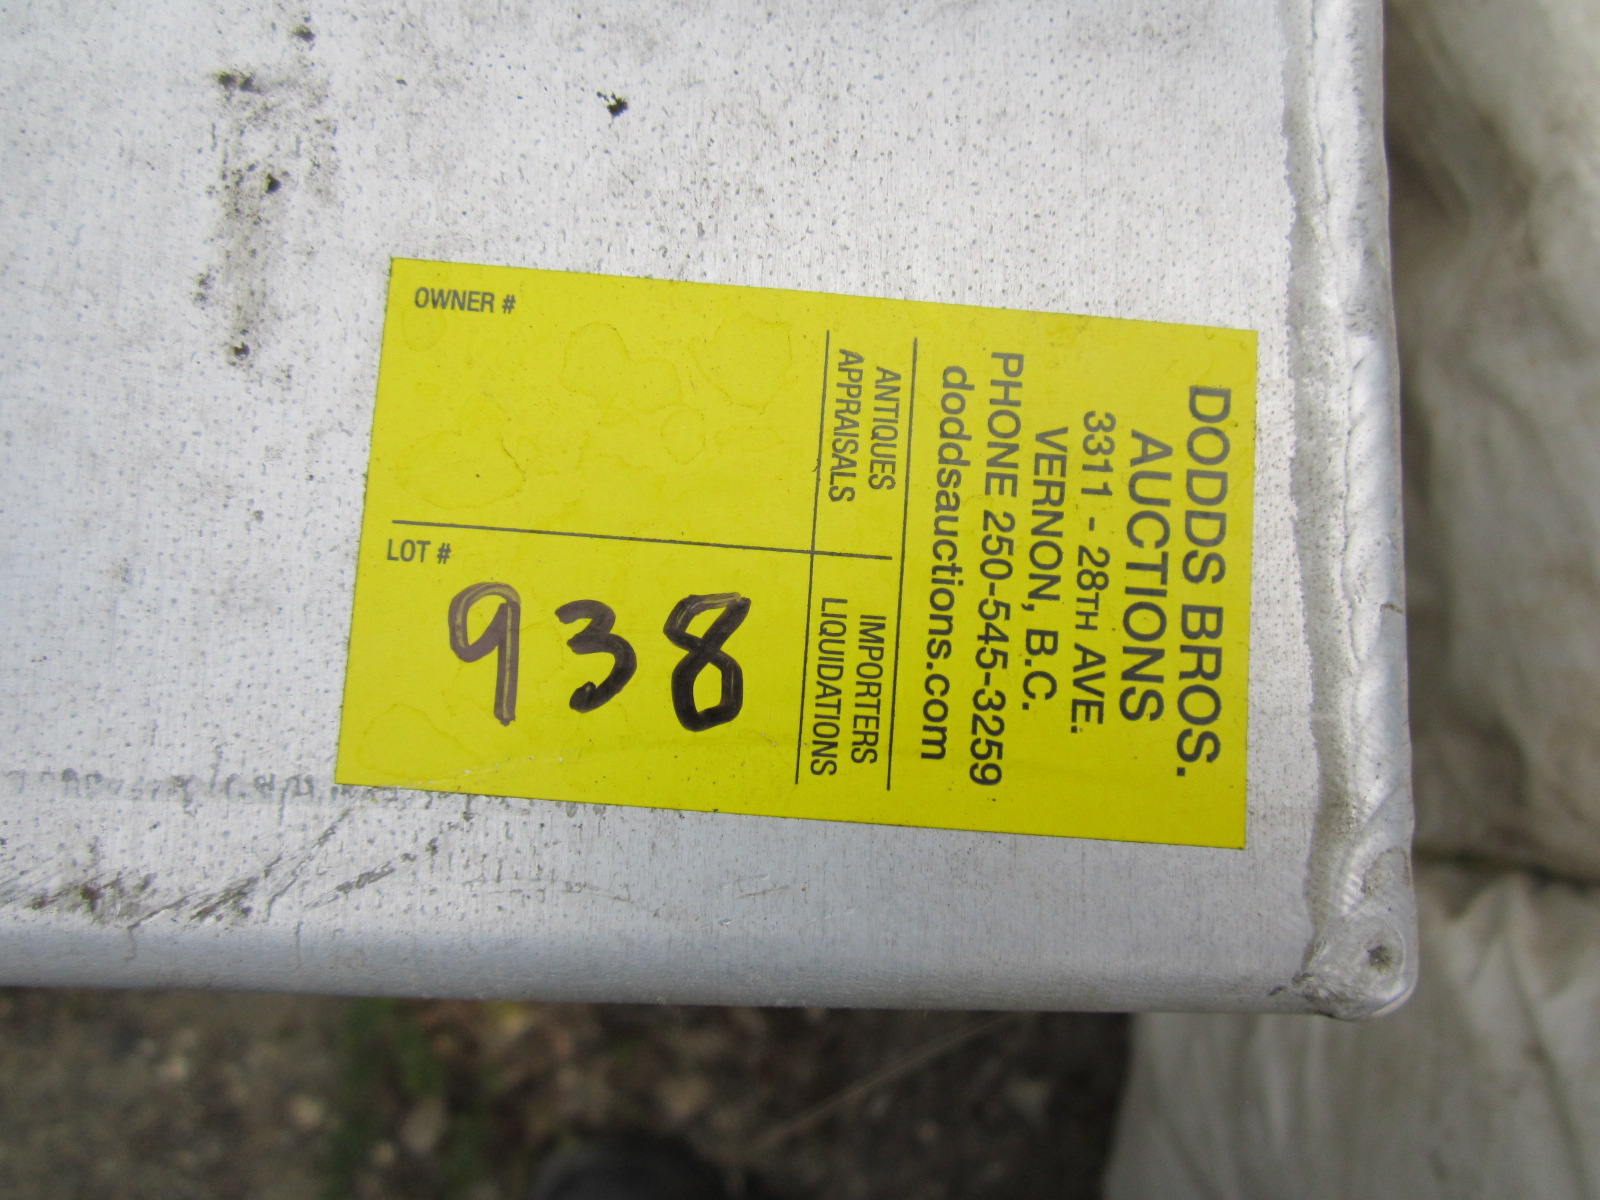 DODDS BROS.
AUCTIONS
3311 - 28TH AVE.
VERNON, B.C.
PHONE 250-545-3259
doddsauctions.com
ANTIQUES
APPRAISALS
IMPORTERS
LIQUIDATIONS
OWNER #
LOT #
938